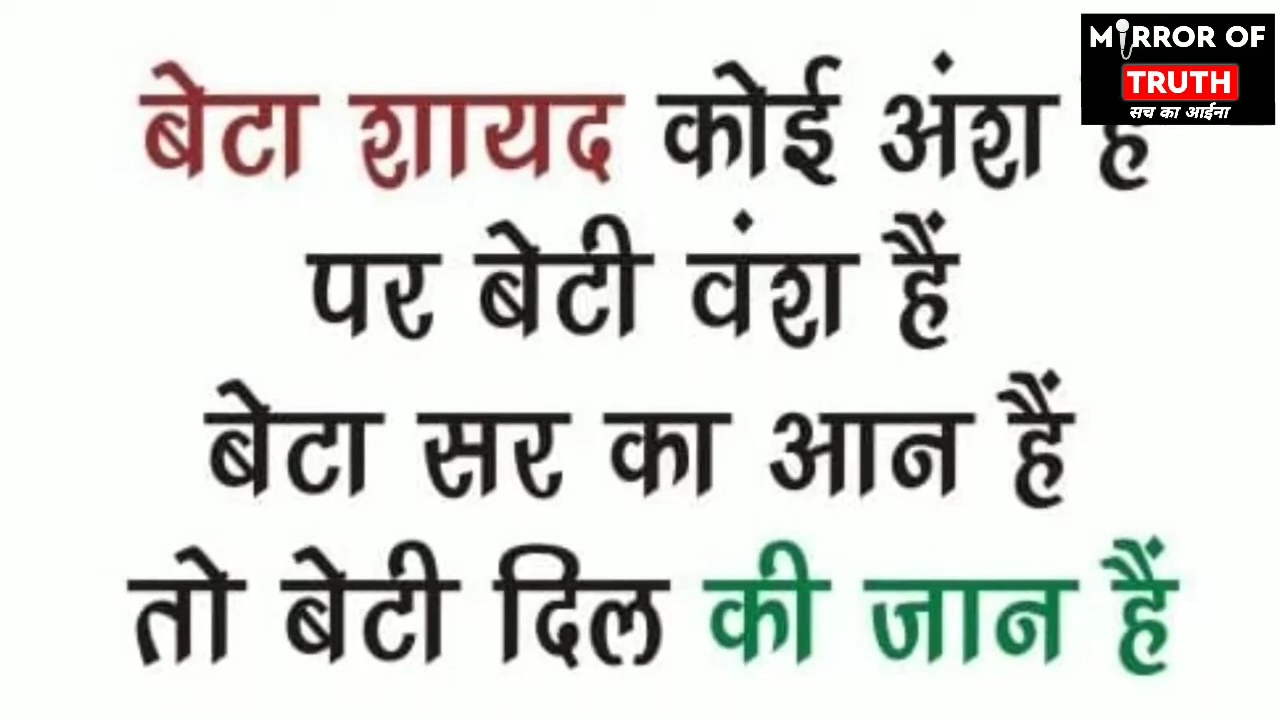 MIRROR OF
TRUTH
सच का आईना
बेटा शायद कोई अंश
पर बेटी वंश हैं
बेटा सर का आन हैं
तो बेटी दिल की जान हैं